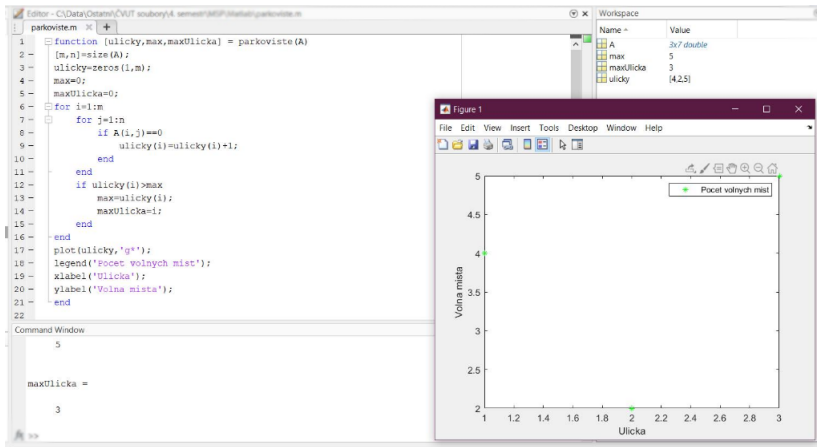 Editor - C:\Data\Ostatní\ČVUT soubory\4. semestr\MSP\Matlab\parkoviste.m
parkoviste.m
1 function [ulicky,max,maxUlicka] = parkoviste(A)
2 - [m,n]=size(A);
3 - ulicky=zeros(1,m);
4 - max=0;
5 - maxUlicka=0;
6 - for i=1:m
7 - for j=1:n
8 - if A(i,j)==0
9 - ulicky(i)=ulicky(i)+1;
10 - end
11 - end
12 - if ulicky(i)>max
13 - max=ulicky(i);
14 - maxUlicka=i;
15 - end
16 - end
17 - plot(ulicky,'g*');
18 - legend('Pocet volnych mist');
19 - xlabel('Ulicka');
20 - ylabel('Volna mista');
21 - end
22
Command Window
5
maxUlicka =
3
fx >>
Workspace
Name Value
A 3x7 double
max 5
maxUlicka 3
ulicky [4,2,5]
Figure 1
File Edit View Insert Tools Desktop Window Help
Pocet volnych mist
5
4.5
4
3.5
3
2.5
2
Volna mista
1 1.2 1.4 1.6 1.8 2 2.2 2.4 2.6 2.8 3
Ulicka